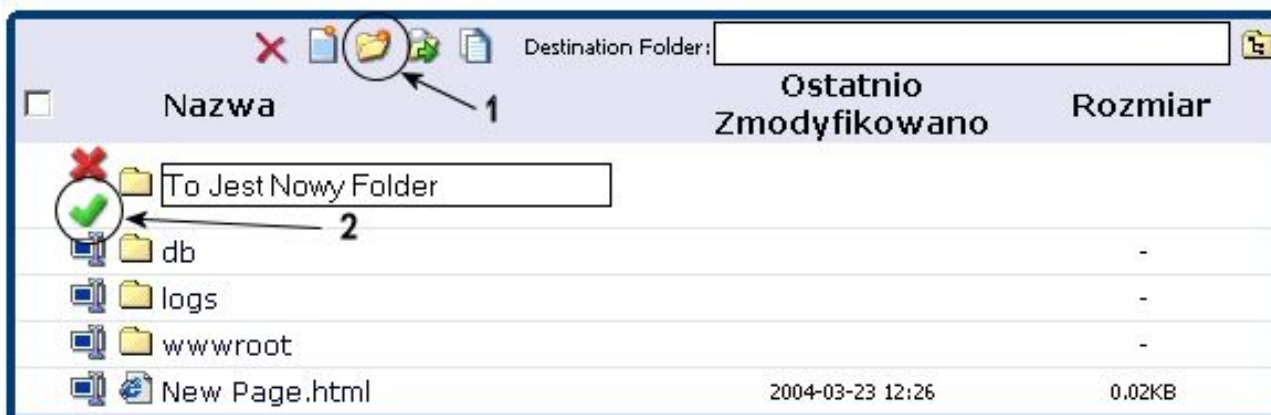 Destination Folder:
1
Nazwa
Ostatnio
Zmodyfikowano
Rozmiar
To Jest Nowy Folder
2
db -
logs -
wwwroot -
New Page.html 2004-03-23 12:26 0.02KB